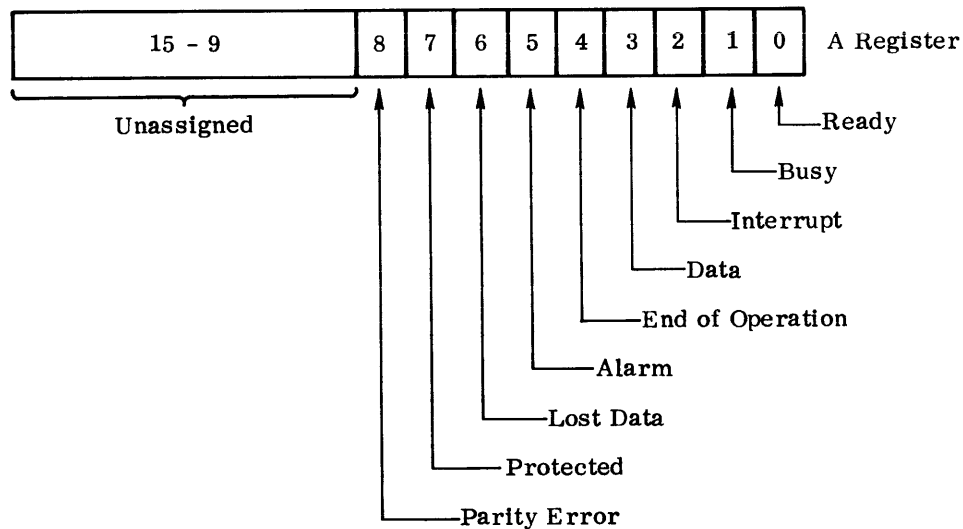 15 - 9 8 7 6 5 4 3 2 1 0 A Register
Unassigned
Ready
Busy
Interrupt
Data
End of Operation
Alarm
Lost Data
Protected
Parity Error